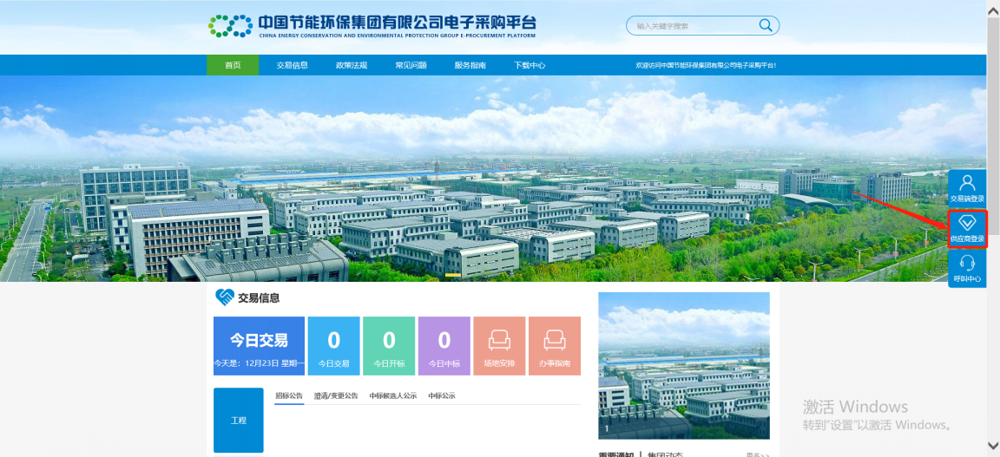 中国节能环保集团有限公司电子采购平台
CHINA ENERGY CONSERVATION AND ENVIRONMENTAL PROTECTION GROUP E-PROCUREMENT PLATFORM
输入关键字搜索
首页 交易信息 政策法规 常见问题 服务指南 下载中心 欢迎访问中国节能环保集团有限公司电子采购平台!
交易端登录
供应商登录
呼叫中心
交易信息
今日交易 0 0 0
今天是：12月23日 星期一 今日交易 今日开标 今日中标 场地安排 办事指南
招标公告 澄清/变更公告 中标候选人公示 中标公示
工程
1
激活 Windows
转到"设置"以激活 Windows。
重要通知 | 集团动态 更多>>